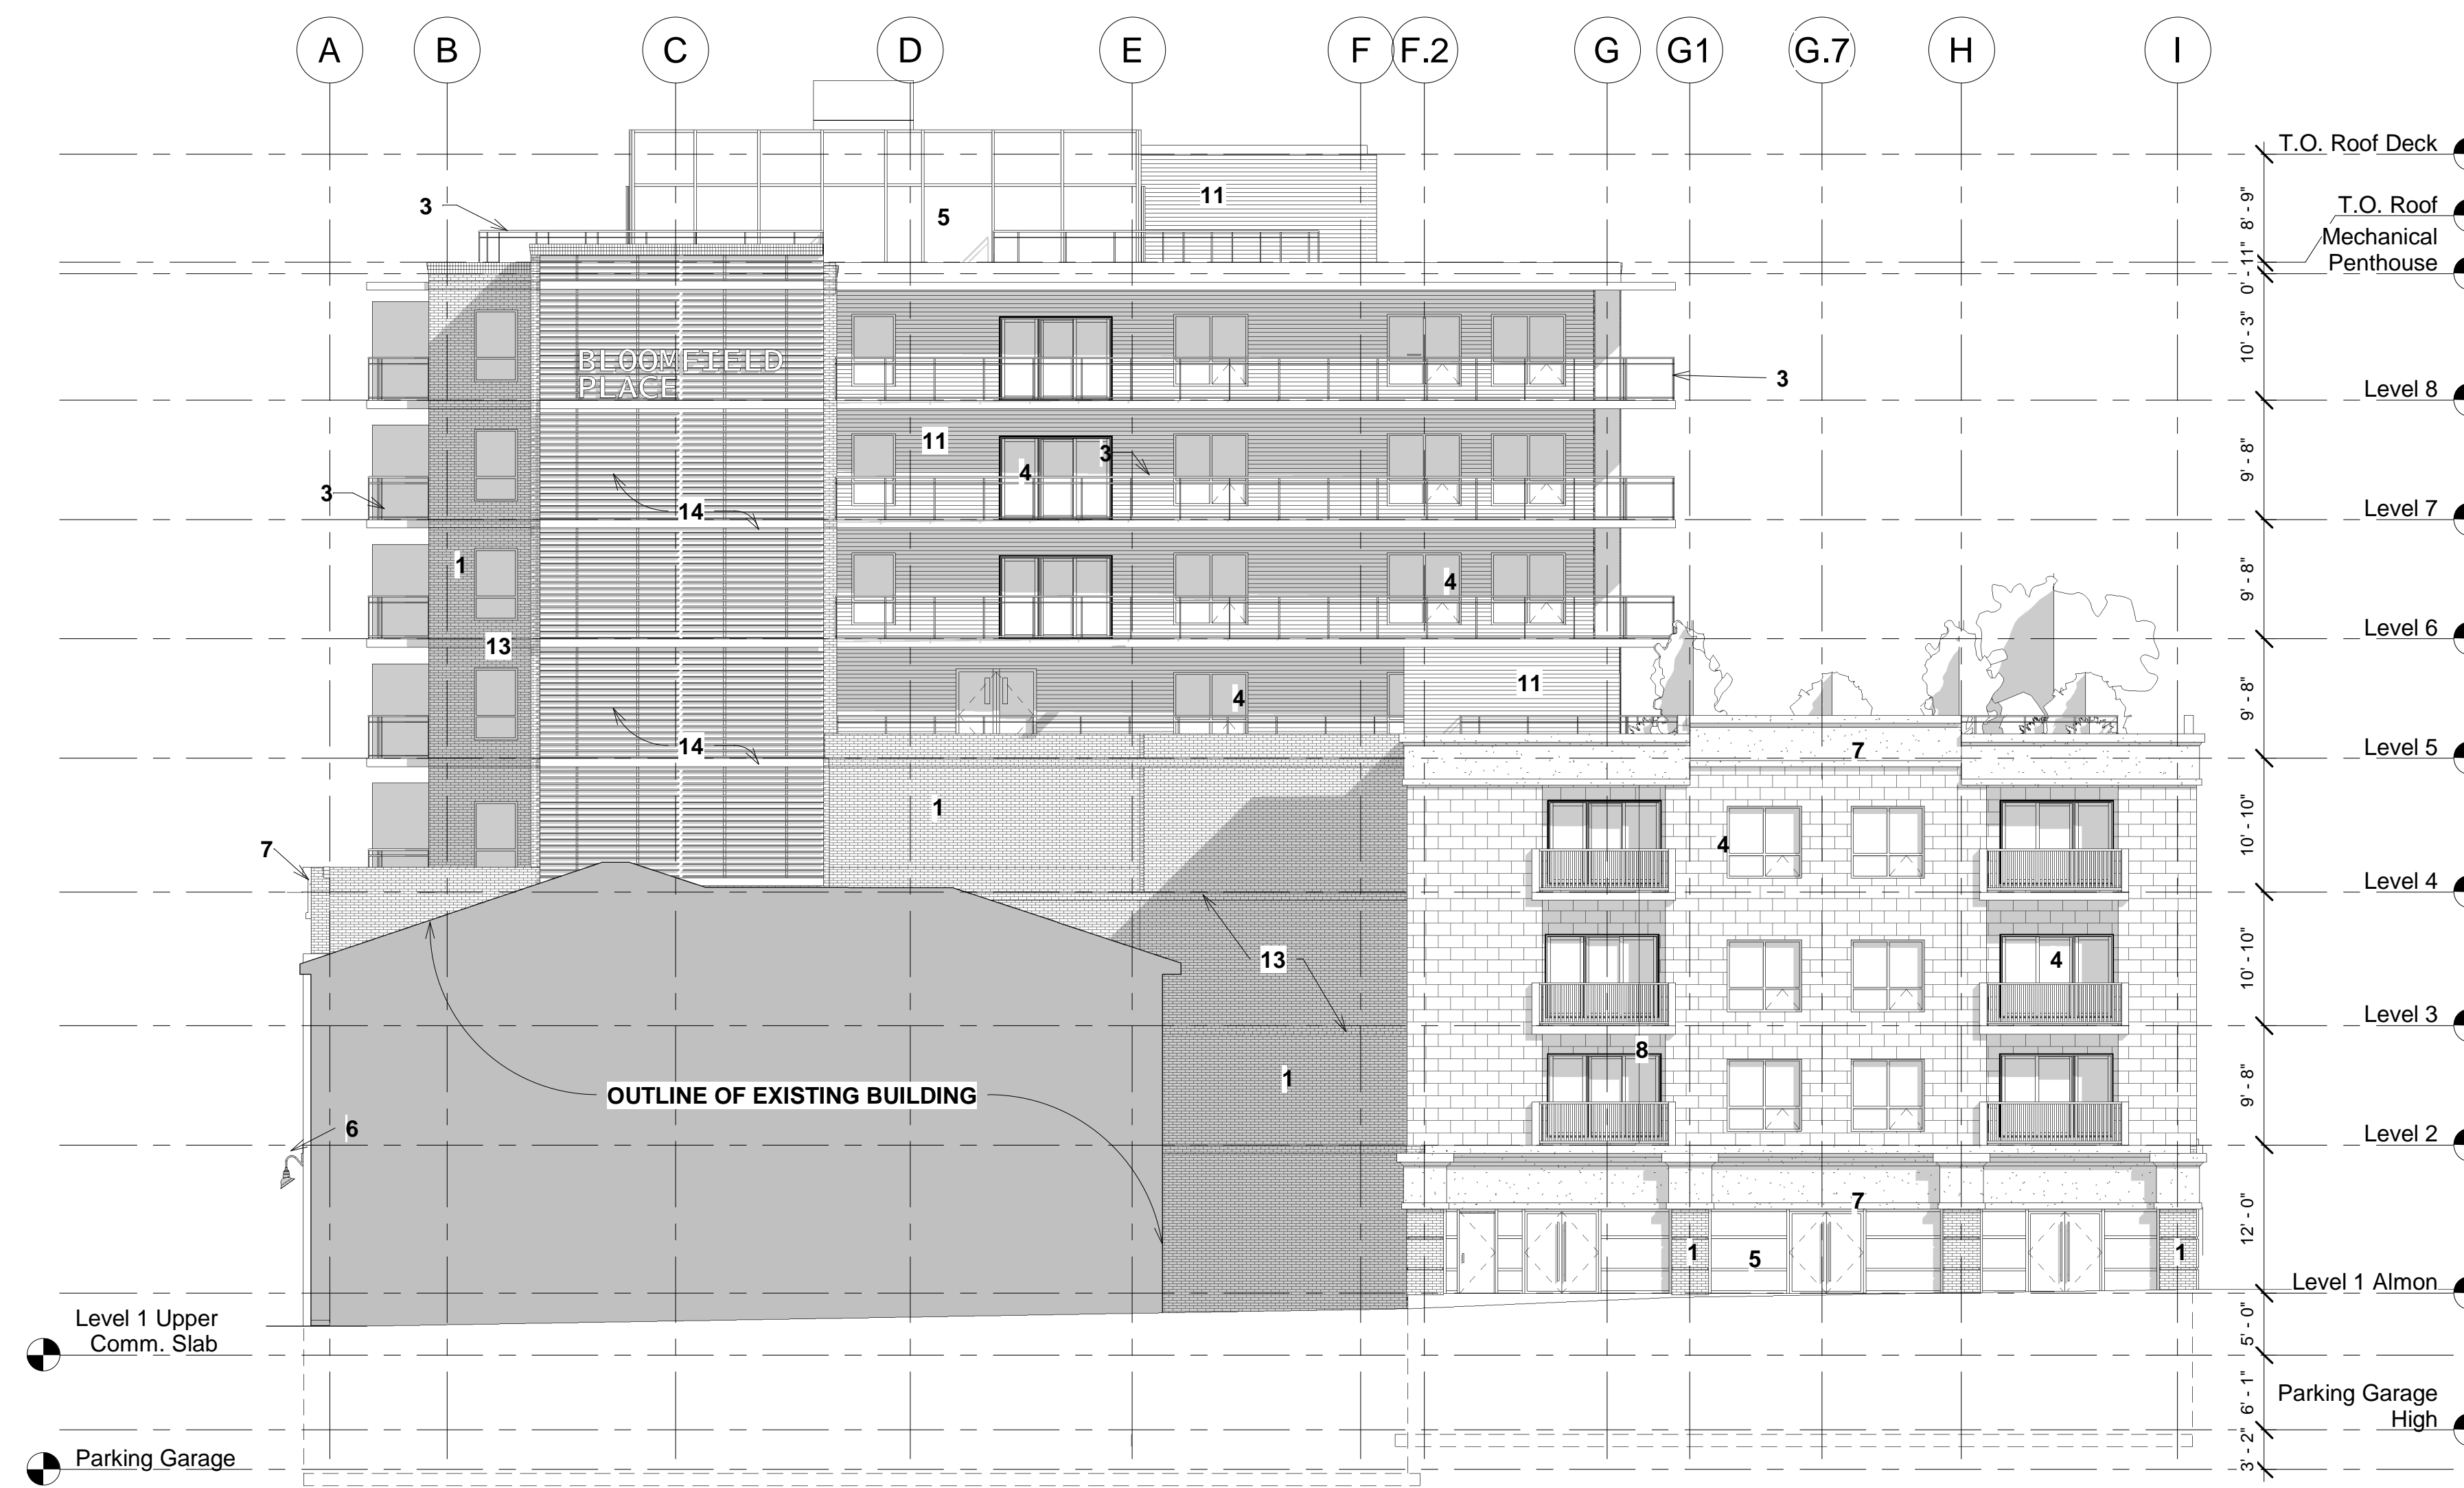 A B C D E F F.2 G G1 G.7 H I
T.O. Roof Deck
8' - 9"
T.O. Roof
0' - 11"
Mechanical
Penthouse
10' - 3"
Level 8
9' - 8"
Level 7
9' - 8"
Level 6
9' - 8"
Level 5
10' - 10"
Level 4
10' - 10"
Level 3
9' - 8"
Level 2
12' - 0"
Level 1 Almon
5' - 0"
6' - 1"
Parking Garage
High
3' - 2"
Level 1 Upper
Comm. Slab
Parking Garage
3
5
11
BLOOMFIELD
PLACE
3
11
3
4
3
14
1
4
13
11
4
14
7
1
4
7
13
4
8
1
OUTLINE OF EXISTING BUILDING
6
7
1
5
1